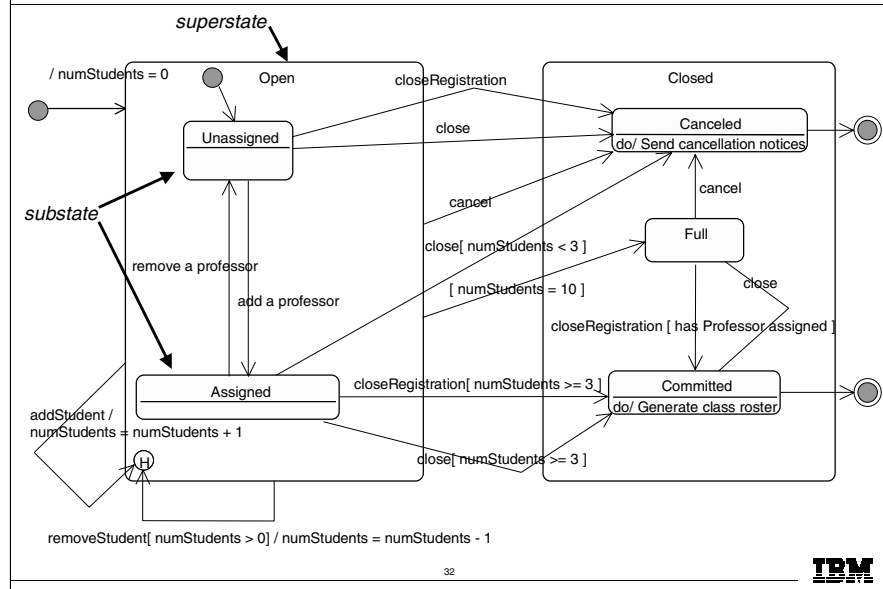 superstate
/ numStudents = 0
Open
Closed
closeRegistration
Unassigned
close
Canceled
do/ Send cancellation notices
substate
cancel
cancel
Full
close[ numStudents < 3 ]
remove a professor
[ numStudents = 10 ]
close
add a professor
closeRegistration [ has Professor assigned ]
Assigned
closeRegistration[ numStudents >= 3 ]
Committed
do/ Generate class roster
addStudent /
numStudents = numStudents + 1
H
close[ numStudents >= 3 ]
removeStudent[ numStudents > 0] / numStudents = numStudents - 1
32
IBM